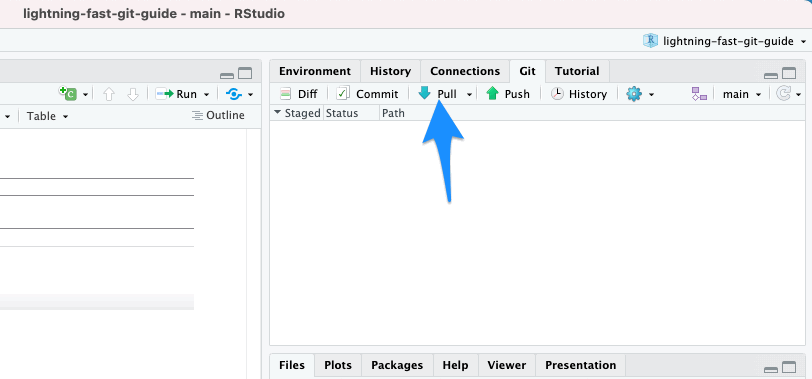 lightning-fast-git-guide - main - RStudio
lightning-fast-git-guide
Environment History Connections Git Tutorial
Run
Diff Commit Pull Push History main
Table Outline
Staged Status Path
Files Plots Packages Help Viewer Presentation